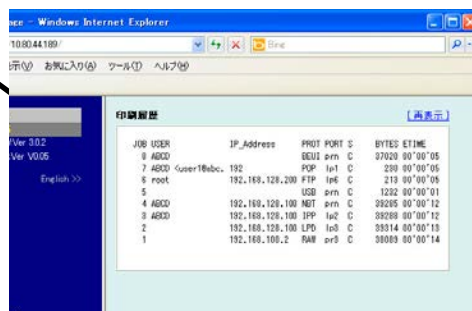 ace - Windows Internet Explorer
10.80.44.189/
Bing
示(V) お気に入り(A) ツール(T) ヘルプ(H)
印刷履歴
[再表示]
Ver 3.0.2
Ver V0.05
English >>
JOB USER IP_Address PROT PORT S BYTES ETIME
8 ABCD BEUI prn C 37020 00'00"05
7 ABCD <user1@abc. 192 POP lp1 C 230 00'00"05
6 root 192.168.128.200 FTP lp6 C 213 00'00"05
5 USB prn C 1232 00'00"01
4 ABCD 192.168.128.100 NBT prn C 39285 00'00"12
3 ABCD 192.168.128.100 IPP lp2 C 39288 00'00"12
2 192.168.128.100 LPD lp3 C 39314 00'00"13
1 192.168.100.2 RAW pr3 C 38089 00'00"14